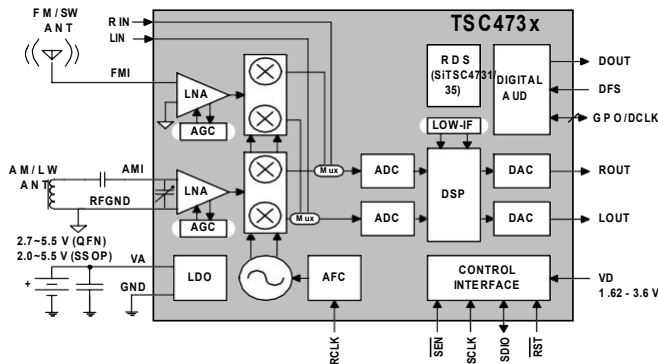 FM/SW
ANT
R IN
LIN
TSC473x
FMI
LNA
AGC
RDS
(SiTSC4731/
35)
DIGITAL
AUD
DOUT
DFS
GPO/DCLK
LOW-IF
AM/LW
ANT
AMI
RFGND
LNA
AGC
Mux
Mux
ADC
ADC
DSP
DAC
DAC
ROUT
LOUT
2.7~5.5 V (QFN)
2.0~5.5 V (SSOP)
VA
+
GND
LDO
AFC
CONTROL
INTERFACE
VD
1.62 - 3.6 V
RCLK
SEN
SCLK
SDIO
RST